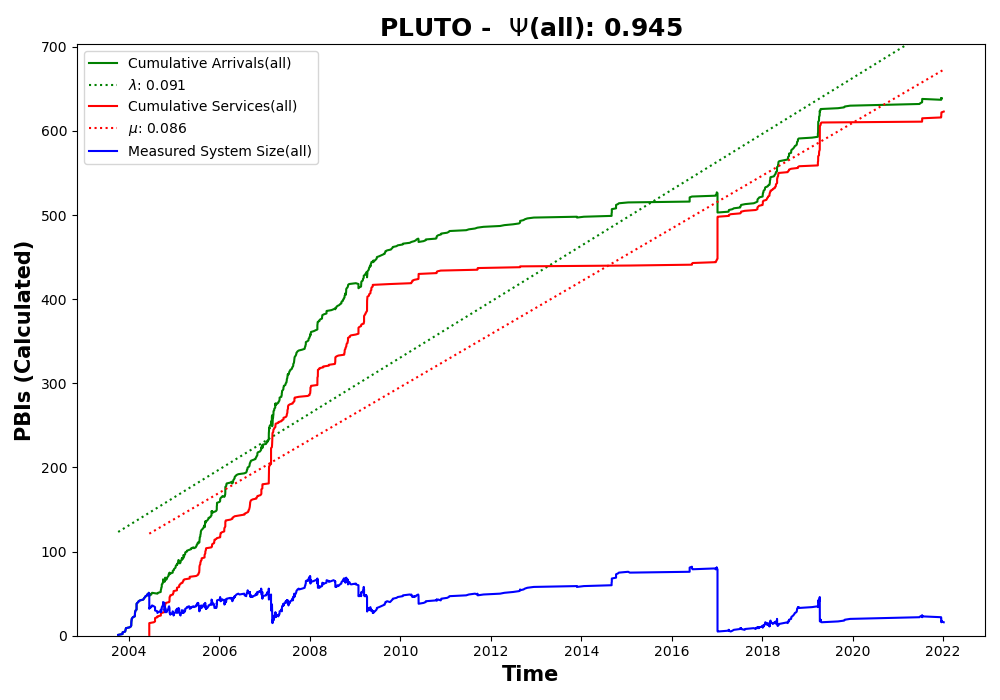 PLUTO - Ψ(all): 0.945
Cumulative Arrivals(all)
λ: 0.091
Cumulative Services(all)
μ: 0.086
Measured System Size(all)
PBIs (Calculated)
700
600
500
400
300
200
100
0
2004 2006 2008 2010 2012 2014 2016 2018 2020 2022
Time